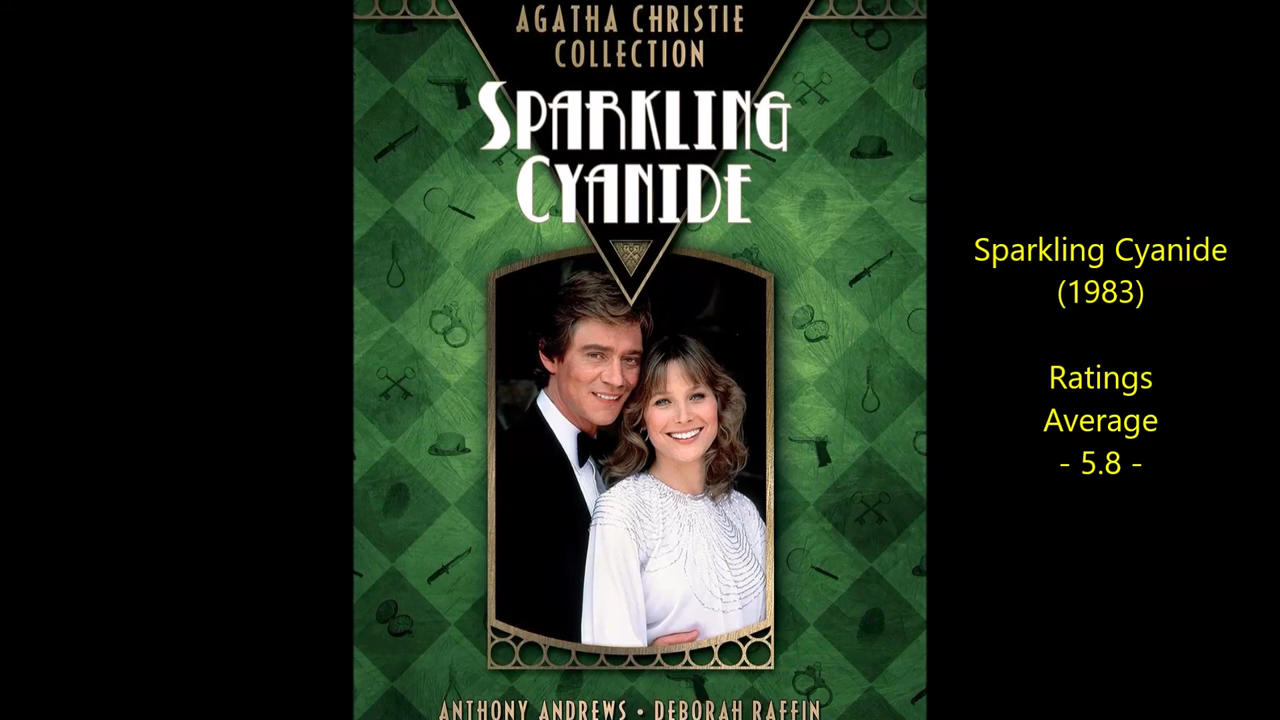 AGATHA CHRISTIE
COLLECTION
SPARKLING
CYANIDE
ANTHONY ANDREWS • DEBORAH RAFFIN
Sparkling Cyanide
(1983)
Ratings
Average
- 5.8 -